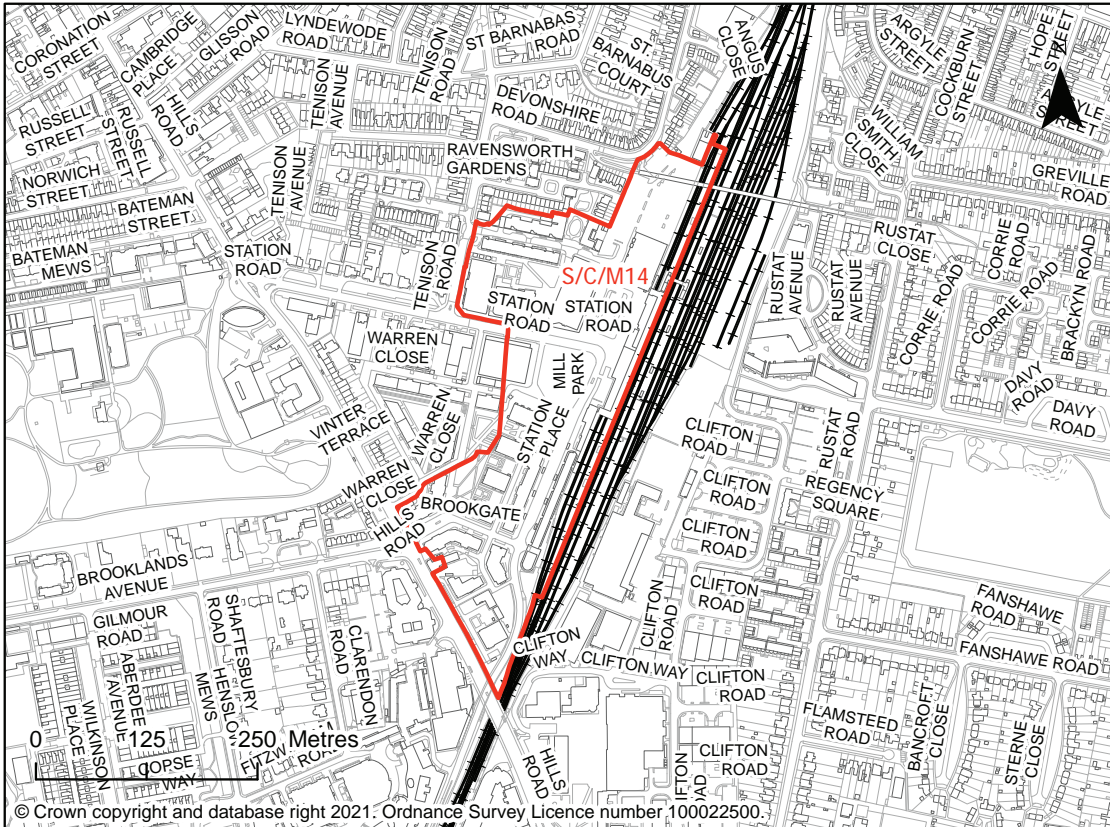 CORONATION
STREET
CAMBRIDGE
PLACE
GLISSON
ROAD
LYNDEWODE
ROAD
TENISON
ROAD
ST BARNABAS
ROAD
ST.
BARNABUS
COURT
ANGUS
CLOSE
ARGYLE
STREET
COCKBURN
STREET
HOPE
STREET
ARGYLE
STREET
RUSSELL
STREET
RUSSELL
STREET
HILLS
ROAD
TENISON
AVENUE
DEVONSHIRE
ROAD
WILLIAM
SMITH
CLOSE
NORWICH
STREET
RAVENSWORTH
GARDENS
GREVILLE
ROAD
BATEMAN
STREET
TENISON
AVENUE
BATEMAN
MEWS
STATION
ROAD
TENISON
ROAD
S/C/M14
RUSTAT
CLOSE
CORRIE
ROAD
RUSTAT
AVENUE
RUSTAT
AVENUE
CORRIE ROAD
CORRIE ROAD
BRACKYN ROAD
STATION
ROAD
STATION
ROAD
WARREN
CLOSE
MILL
PARK
DAVY
ROAD
DAVY
ROAD
VINTER
TERRACE
WARREN
CLOSE
STATION
PLACE
CLIFTON
ROAD
RUSTAT
ROAD
WARREN
CLOSE
CLIFTON
ROAD
REGENCY
SQUARE
HILLS
ROAD
BROOKGATE
CLIFTON
ROAD
BROOKLANDS
AVENUE
CLIFTON
ROAD
FANSHAWE
ROAD
GILMOUR
ROAD
SHAFTESBURY
ROAD
CLARENDON
ROAD
CLIFTON
WAY
CLIFTON
ROAD
CLIFTON WAY
FANSHAWE ROAD
ABERDEE
AVENUE
HENSLOW
MEWS
CLIFTON
ROAD
WILKINSON
PLACE
FLAMSTEED
ROAD
BANCROFT
CLOSE
STERNE
CLOSE
0 125 250 Metres
COPSE
WAY
HILLS
ROAD
CLIFTON
ROAD
© Crown copyright and database right 2021. Ordnance Survey Licence number 100022500.